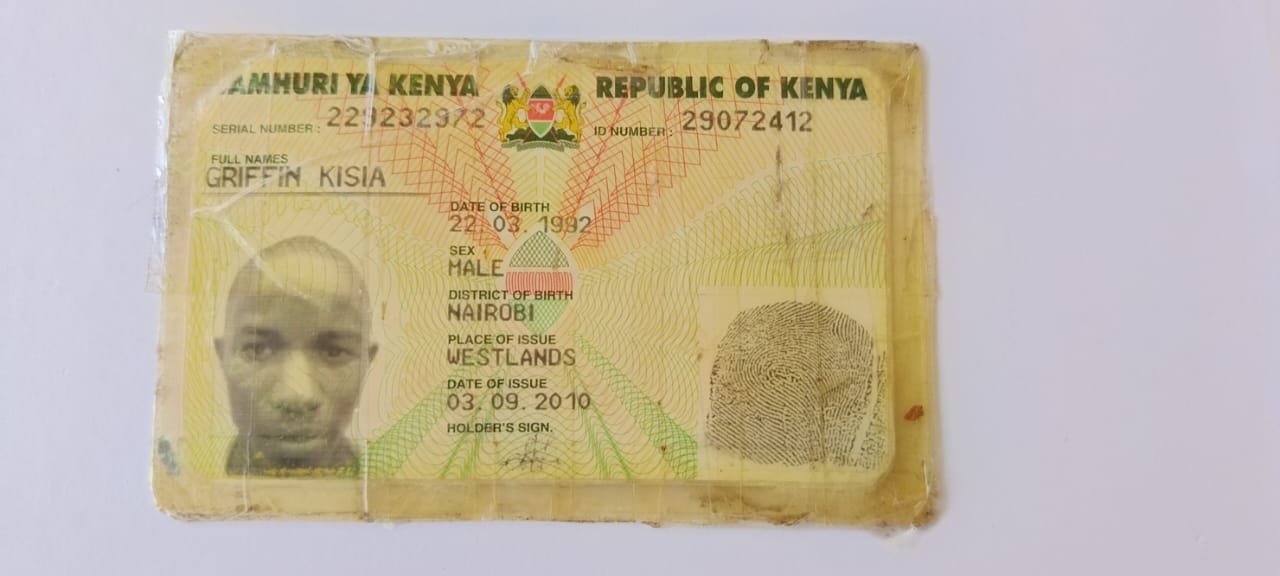 JAMHURI YA KENYA REPUBLIC OF KENYA
SERIAL NUMBER: 229232972 ID NUMBER: 29072412
FULL NAMES
GRIFFIN KISIA
DATE OF BIRTH
22. 03. 1992
SEX
MALE
DISTRICT OF BIRTH
NAIROBI
PLACE OF ISSUE
WESTLANDS
DATE OF ISSUE
03. 09. 2010
HOLDER'S SIGN.